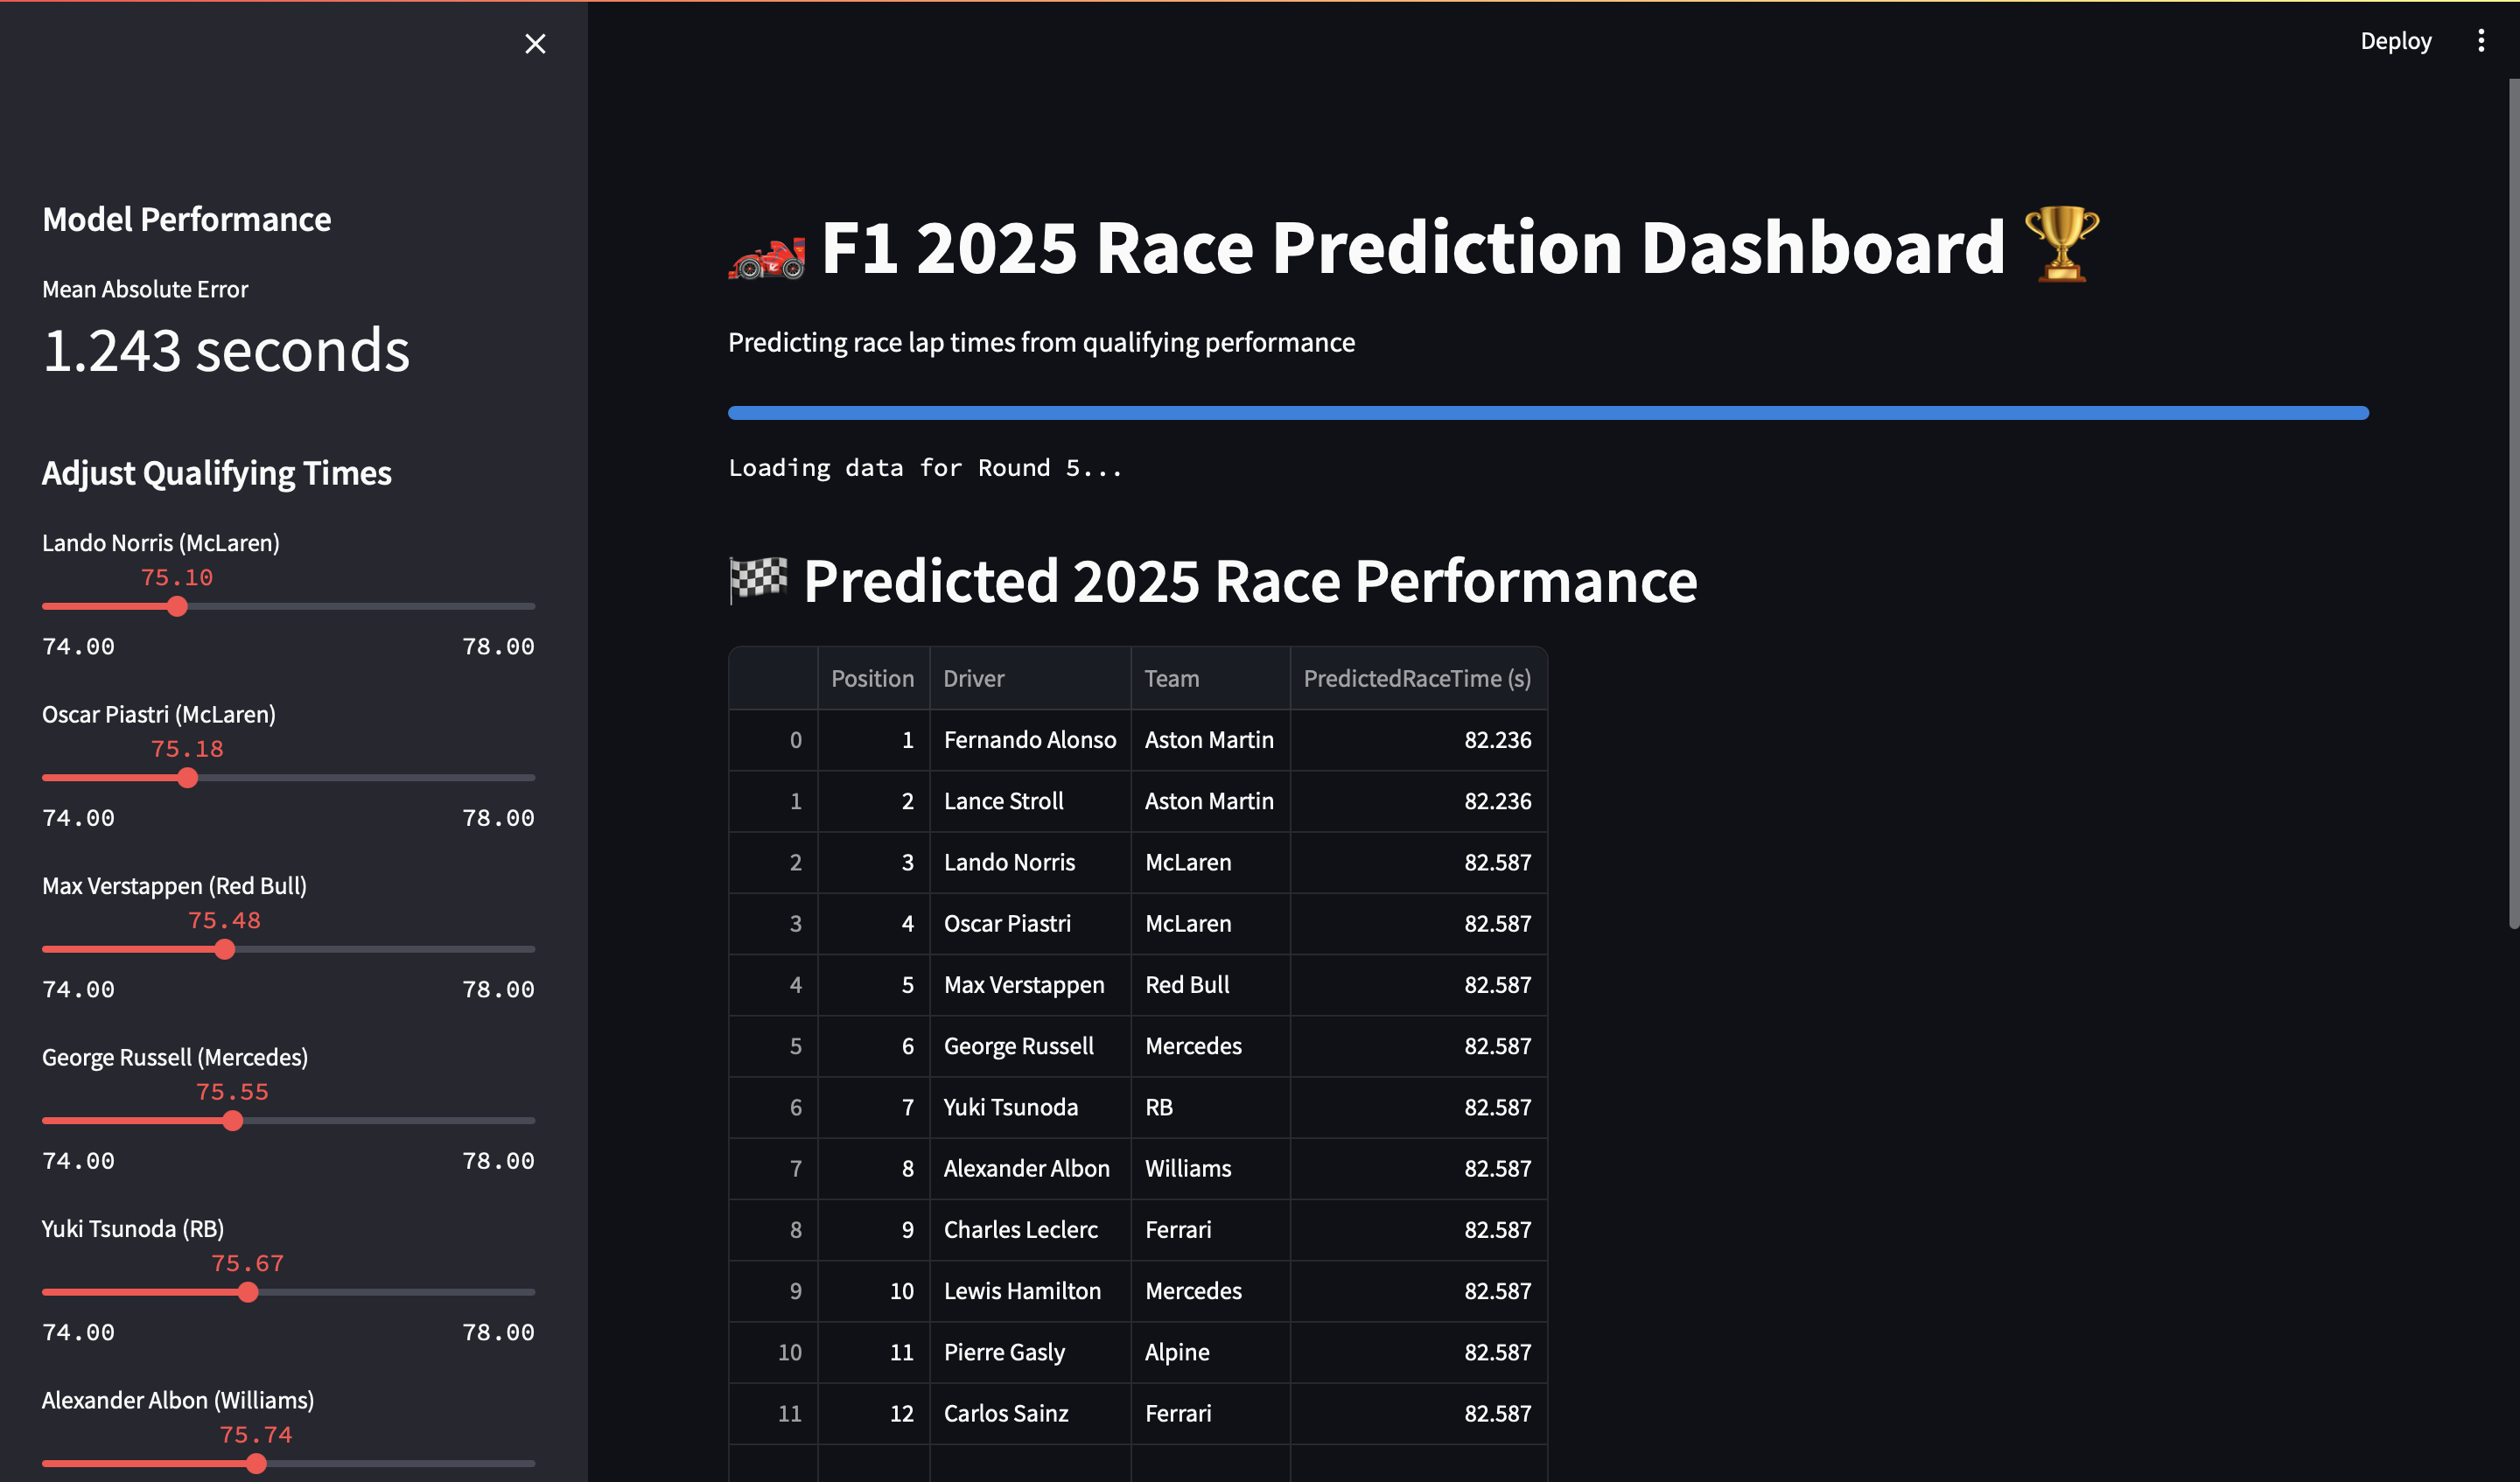 Deploy
Model Performance
Mean Absolute Error
1.243 seconds
Adjust Qualifying Times
Lando Norris (McLaren)
75.10
74.00 78.00
Oscar Piastri (McLaren)
75.18
74.00 78.00
Max Verstappen (Red Bull)
75.48
74.00 78.00
George Russell (Mercedes)
75.55
74.00 78.00
Yuki Tsunoda (RB)
75.67
74.00 78.00
Alexander Albon (Williams)
75.74
F1 2025 Race Prediction Dashboard
Predicting race lap times from qualifying performance
Loading data for Round 5...
Predicted 2025 Race Performance
Position Driver Team PredictedRaceTime (s)
0 1 Fernando Alonso Aston Martin 82.236
1 2 Lance Stroll Aston Martin 82.236
2 3 Lando Norris McLaren 82.587
3 4 Oscar Piastri McLaren 82.587
4 5 Max Verstappen Red Bull 82.587
5 6 George Russell Mercedes 82.587
6 7 Yuki Tsunoda RB 82.587
7 8 Alexander Albon Williams 82.587
8 9 Charles Leclerc Ferrari 82.587
9 10 Lewis Hamilton Mercedes 82.587
10 11 Pierre Gasly Alpine 82.587
11 12 Carlos Sainz Ferrari 82.587